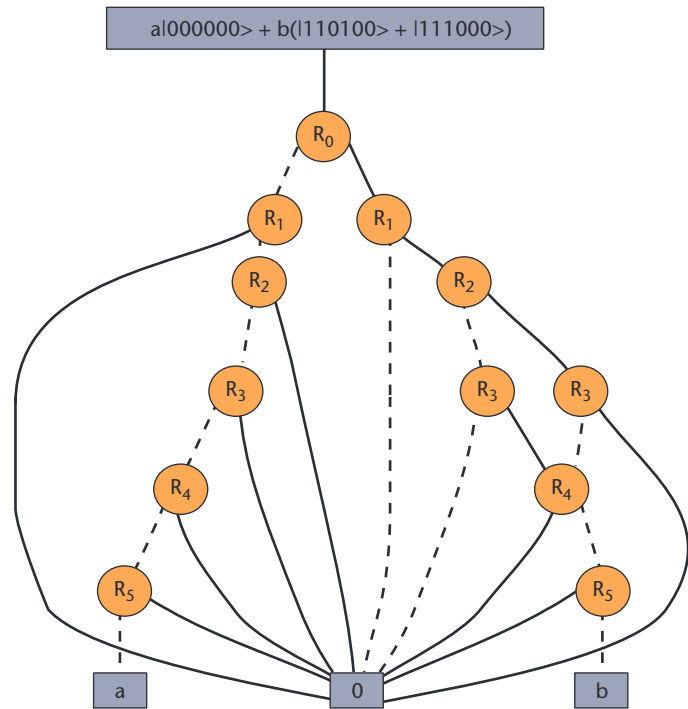 a|000000> + b(|110100> + |111000>)
R0
R1
R1
R2
R2
R3
R3
R3
R4
R4
R5
R5
a
0
b